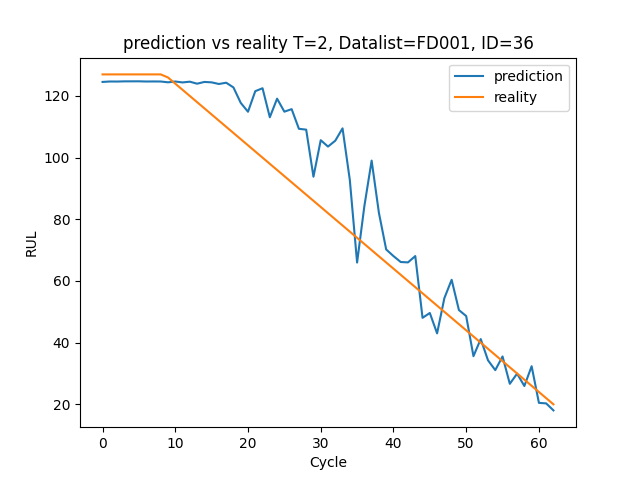 prediction vs reality T=2, Datalist=FD001, ID=36
prediction
reality
RUL
120
100
80
60
40
20
0 10 20 30 40 50 60
Cycle